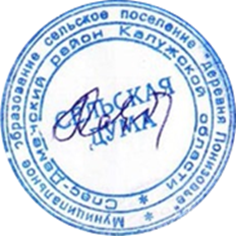 Муниципальное образование сельское поселение "деревня Понизовье"
* Спас-Деменский район Калужской области *
СЕЛЬСКАЯ
ДУМА